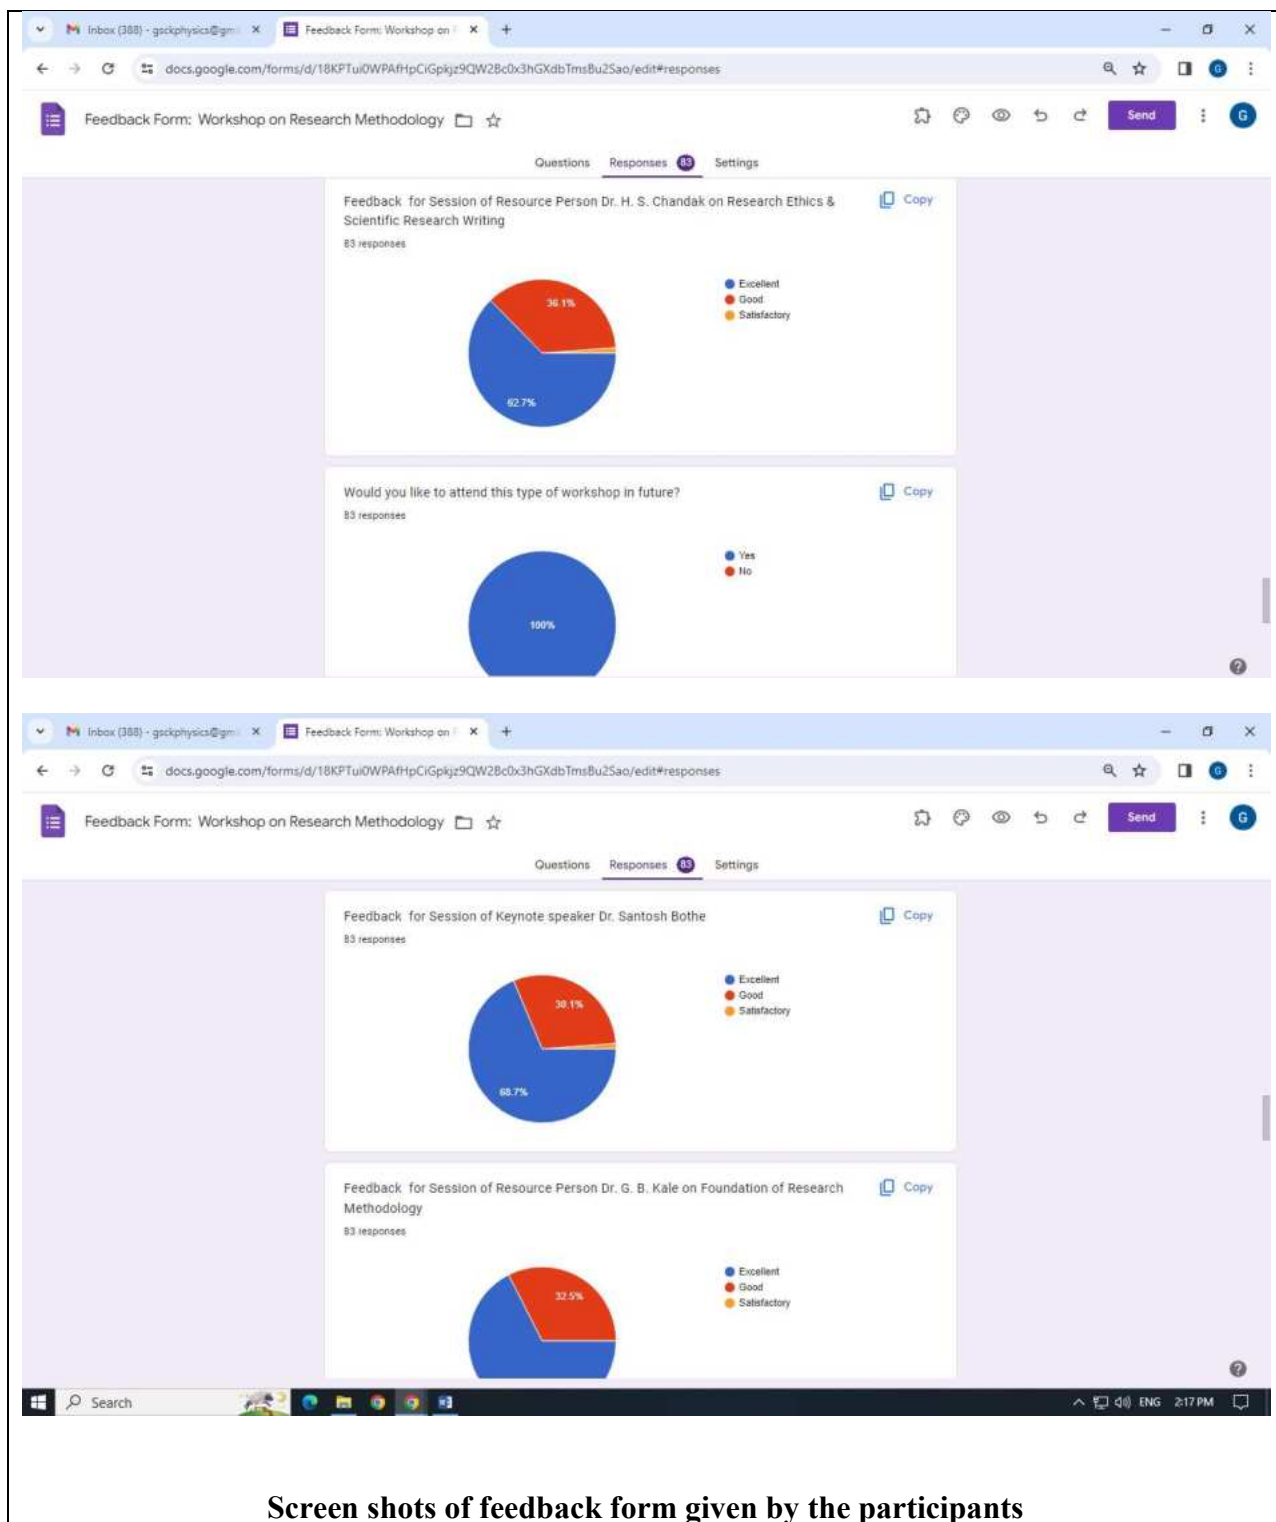 Inbox (388) - gsckphysics@gm
Feedback Form: Workshop on
docs.google.com/forms/d/18KPTui0WPAfHpCiGpkjz9QW2Bc0x3hGXdbTmsBu2Sao/edit#responses
G
Feedback Form: Workshop on Research Methodology
Send
G
Questions Responses 83 Settings
Feedback for Session of Resource Person Dr. H. S. Chandak on Research Ethics &
Scientific Research Writing
Copy
83 responses
Excellent
Good
Satisfactory
36.1%
62.7%
Would you like to attend this type of workshop in future?
Copy
83 responses
Yes
No
100%
Inbox (388) - gsckphysics@gm
Feedback Form: Workshop on
docs.google.com/forms/d/18KPTui0WPAfHpCiGpkjz9QW2Bc0x3hGXdbTmsBu2Sao/edit#responses
G
Feedback Form: Workshop on Research Methodology
Send
G
Questions Responses 83 Settings
Feedback for Session of Keynote speaker Dr. Santosh Bothe
Copy
83 responses
Excellent
Good
Satisfactory
30.1%
68.7%
Feedback for Session of Resource Person Dr. G. B. Kale on Foundation of Research
Methodology
Copy
83 responses
Excellent
Good
Satisfactory
32.5%
Search
ENG 2:17 PM
Screen shots of feedback form given by the participants